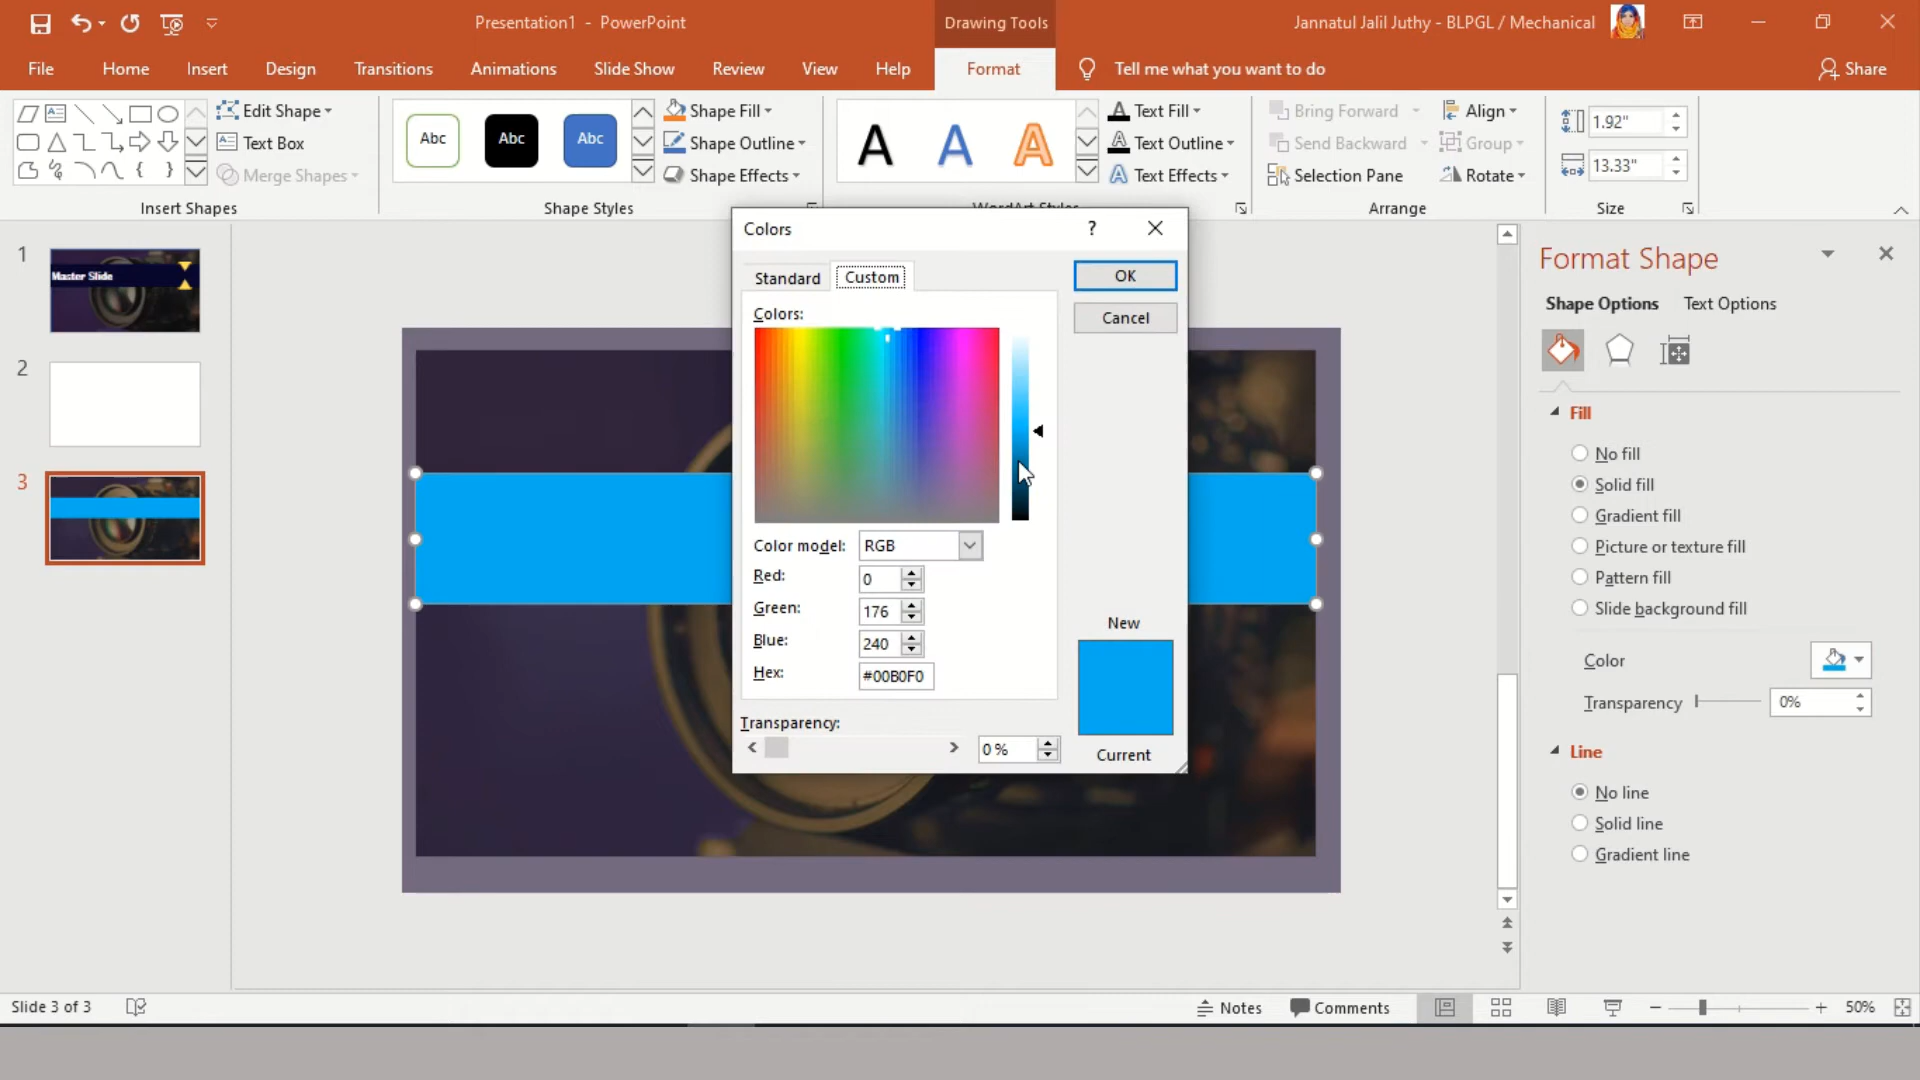 Presentation1 - PowerPoint
Drawing Tools
Jannatul Jalil Juthy - BLPGL / Mechanical
File Home Insert Design Transitions Animations Slide Show Review View Help Format Tell me what you want to do Share
Edit Shape
Text Box
Merge Shapes
Insert Shapes
Abc Abc Abc
Shape Fill
Shape Outline
Shape Effects
Shape Styles
A A A
Text Fill
Text Outline
Text Effects
WordArt Styles
Bring Forward
Send Backward
Selection Pane
Align
Group
Rotate
Arrange
1.92"
13.33"
Size
1
Master Slide
2
3
Colors ?
Standard Custom
OK
Cancel
Colors:
Color model: RGB
Red: 0
Green: 176
Blue: 240
Hex: #00B0F0
Transparency:
0 %
New
Current
Format Shape
Shape Options Text Options
Fill
No fill
Solid fill
Gradient fill
Picture or texture fill
Pattern fill
Slide background fill
Color
Transparency 0%
Line
No line
Solid line
Gradient line
Slide 3 of 3
Notes Comments 50%